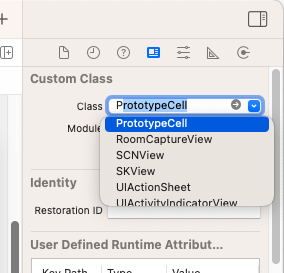 Custom Class
Class PrototypeCell
Module
PrototypeCell
RoomCaptureView
SCNView
SKView
UIActionSheet
UIActivityIndicatorView
Identity
Restoration ID
User Defined Runtime Attribut...
Key Path Type Value